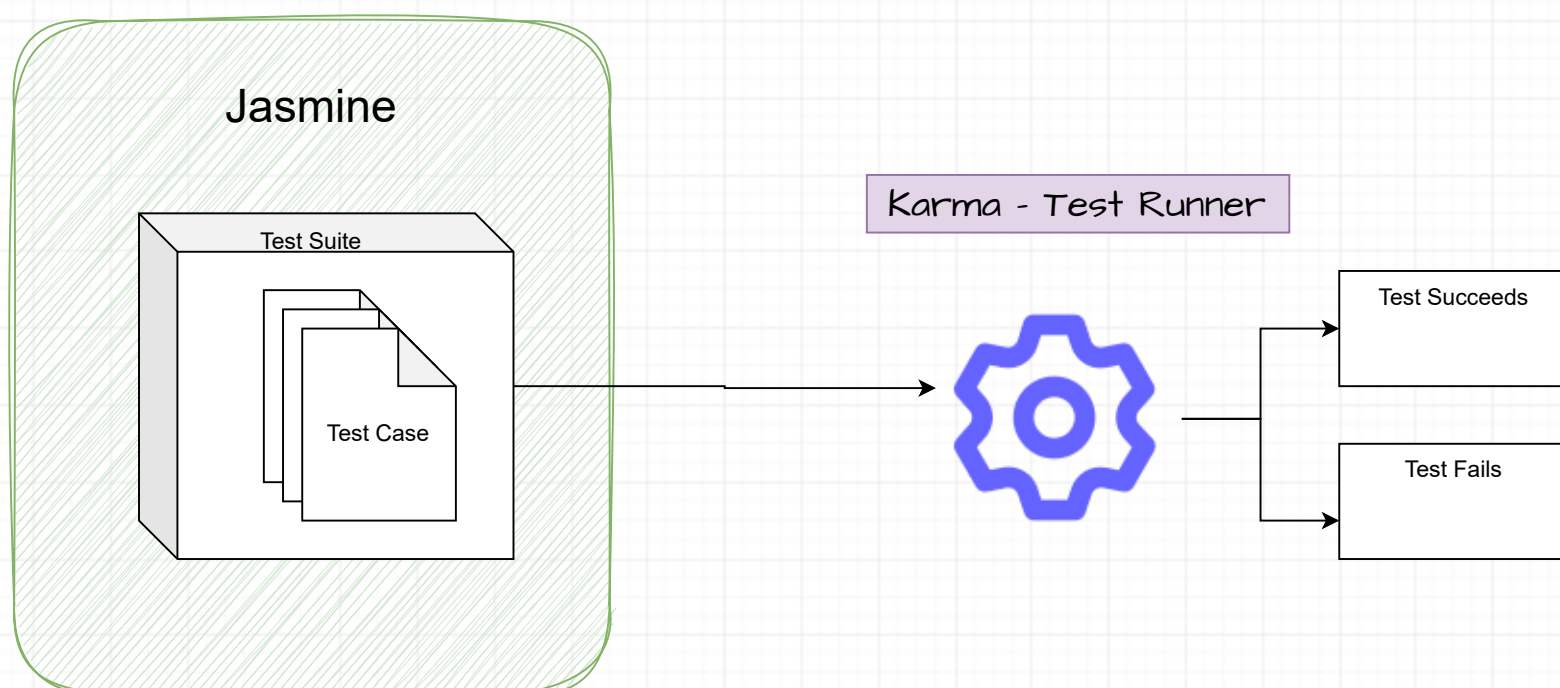 Jasmine
Test Suite
Test Case
Karma - Test Runner
Test Succeeds
Test Fails